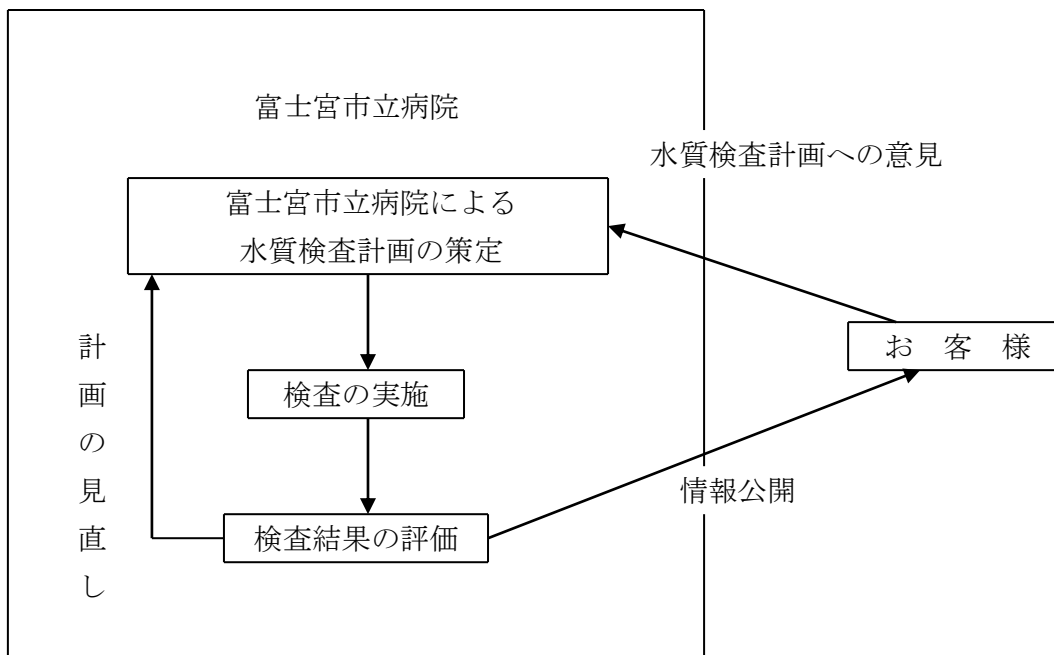 富士宮市立病院
水質検査計画への意見
富士宮市立病院による
水質検査計画の策定
お 客 様
計画の見直し
検査の実施
情報公開
検査結果の評価